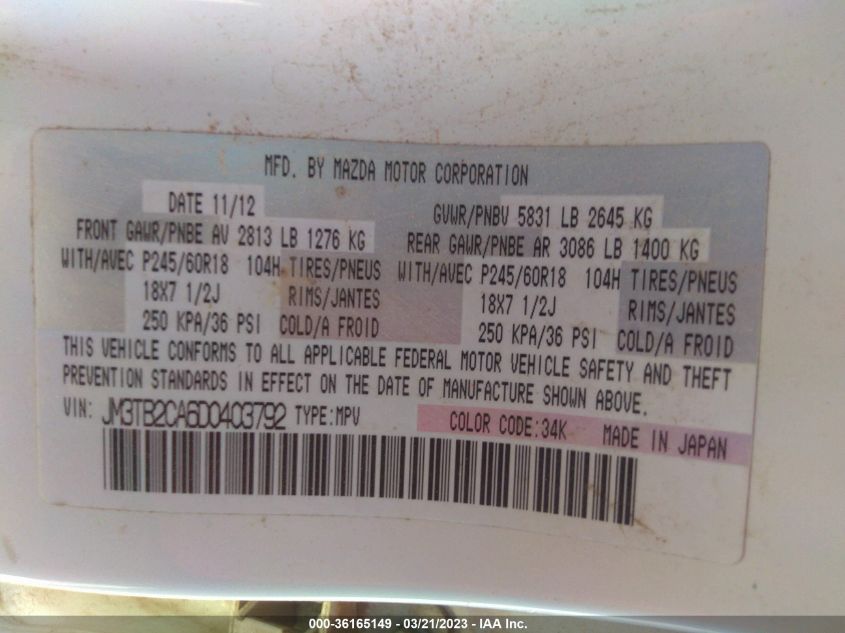 MFD. BY MAZDA MOTOR CORPORATION
DATE 11/12 GVWR/PNBV 5831 LB 2645 KG
FRONT GAWR/PNBE AV 2813 LB 1276 KG REAR GAWR/PNBE AR 3086 LB 1400 KG
WITH/AVEC P245/60R18 104H TIRES/PNEUS WITH/AVEC P245/60R18 104H TIRES/PNEUS
18X7 1/2J RIMS/JANTES 18X7 1/2J RIMS/JANTES
250 KPA/36 PSI COLD/A FROID 250 KPA/36 PSI COLD/A FROID
THIS VEHICLE CONFORMS TO ALL APPLICABLE FEDERAL MOTOR VEHICLE SAFETY AND THEFT
PREVENTION STANDARDS IN EFFECT ON THE DATE OF MANUFACTURE SHOWN ABOVE.
VIN: JM3TB2CA6D0403792 TYPE:MPV COLOR CODE:34K MADE IN JAPAN
000-36165149 - 03/21/2023 - IAA Inc.